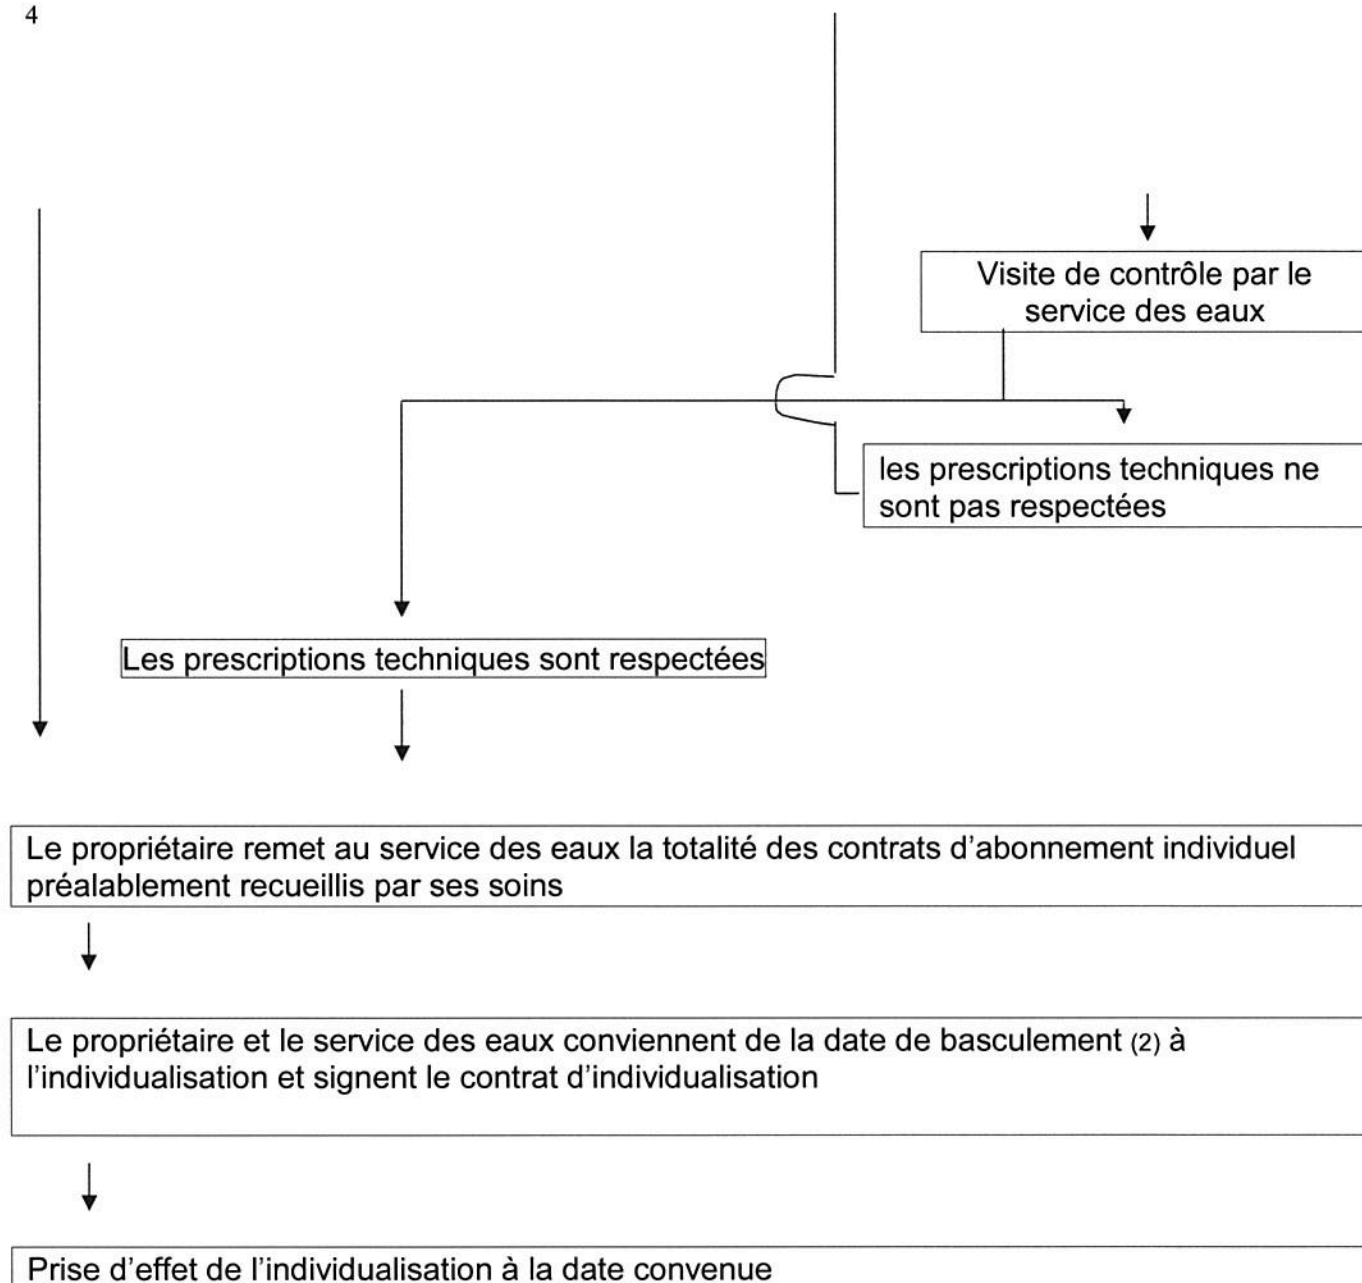 4
Visite de contrôle par le
service des eaux
les prescriptions techniques ne
sont pas respectées
Les prescriptions techniques sont respectées
Le propriétaire remet au service des eaux la totalité des contrats d’abonnement individuel
préalablement recueillis par ses soins
Le propriétaire et le service des eaux conviennent de la date de basculement (2) à
l’individualisation et signent le contrat d’individualisation
Prise d’effet de l’individualisation à la date convenue